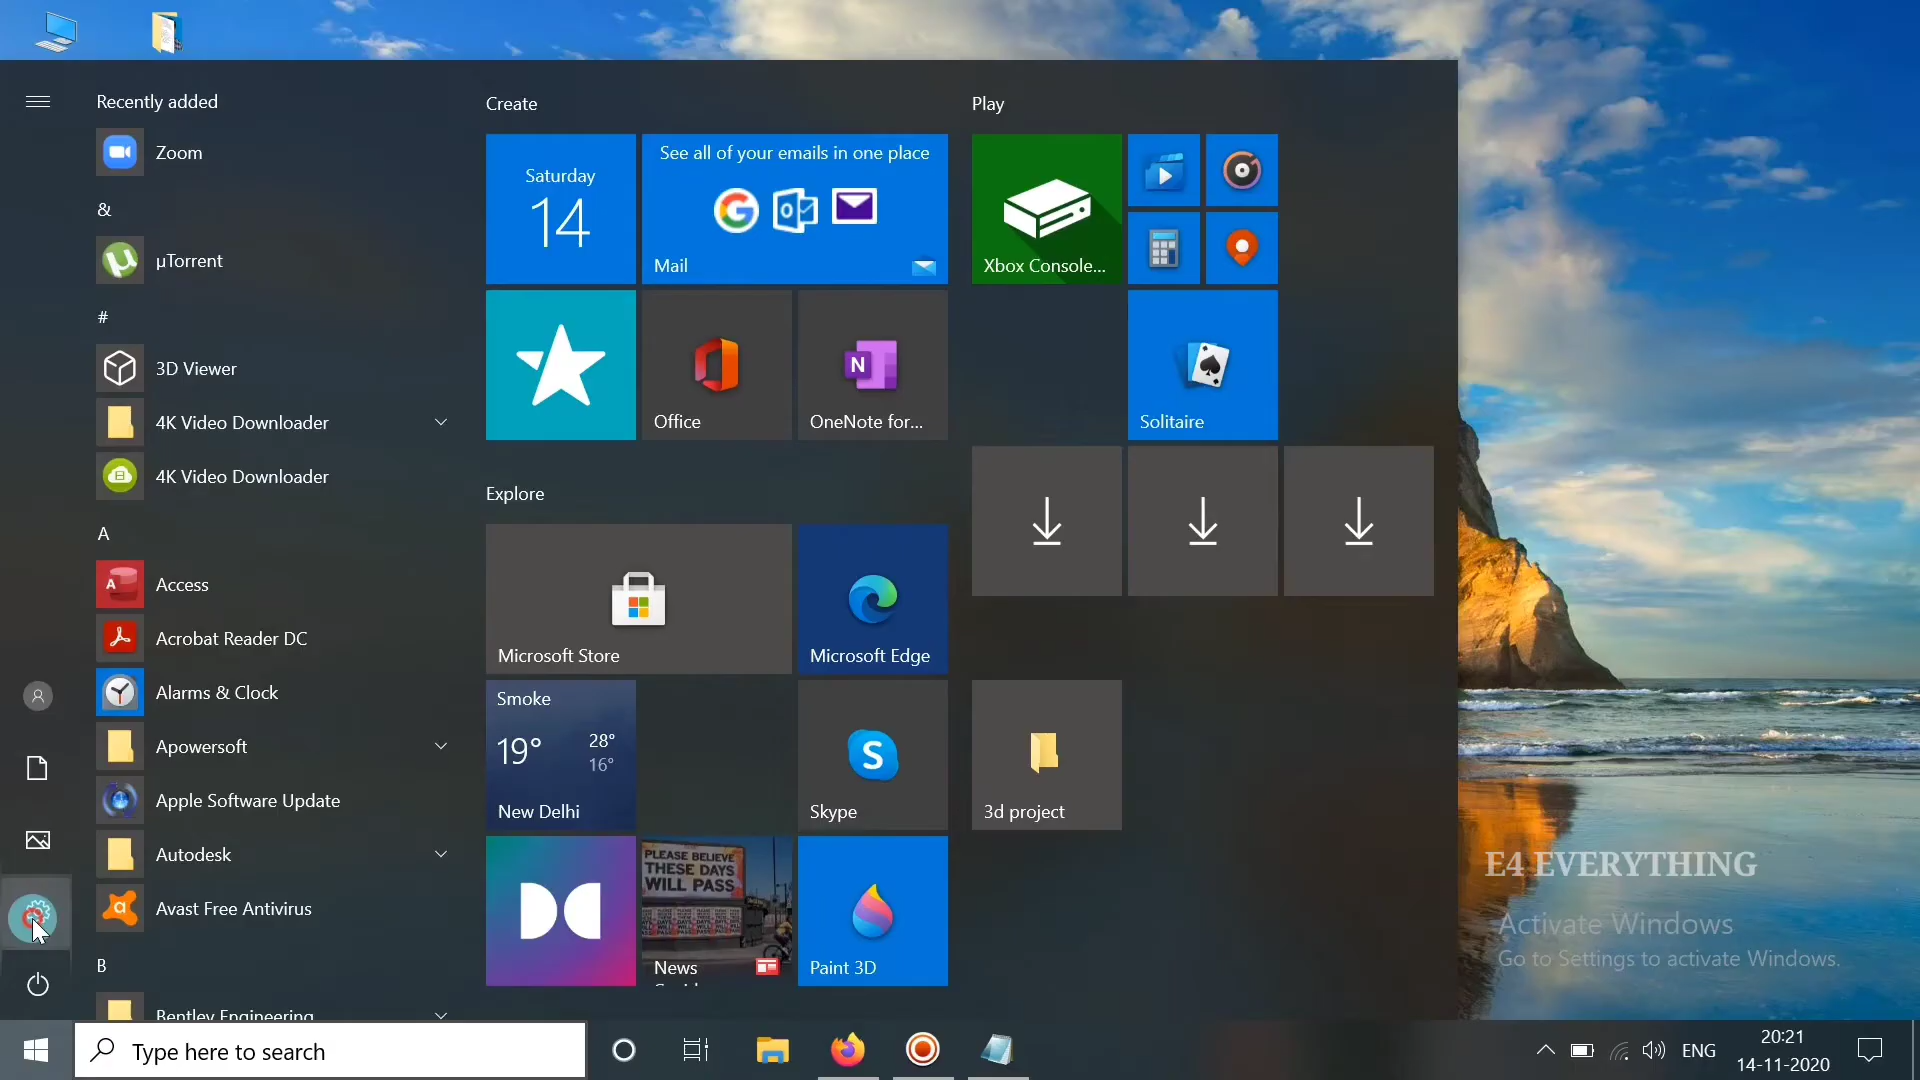 Recently added
Zoom
&
µTorrent
#
3D Viewer
4K Video Downloader
4K Video Downloader
A
Access
Acrobat Reader DC
Alarms & Clock
Apowersoft
Apple Software Update
Autodesk
Avast Free Antivirus
B
Bentley Engineering
Create
Saturday
14
See all of your emails in one place
Mail
Office
OneNote for...
Explore
Microsoft Store
Microsoft Edge
Smoke
19°
28°
16°
New Delhi
Skype
PLEASE BELIEVE
THESE DAYS
WILL PASS
News
Paint 3D
Play
Xbox Console...
Solitaire
3d project
E4 EVERYTHING
Activate Windows
Go to Settings to activate Windows.
Type here to search
ENG
20:21
14-11-2020